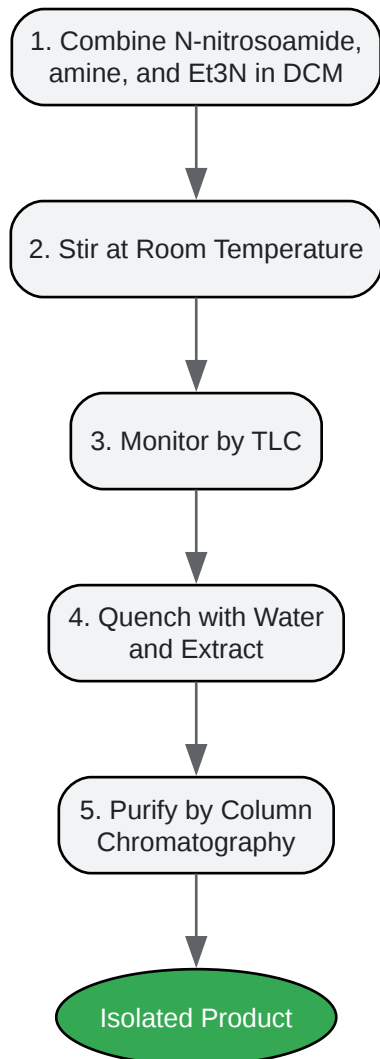 1. Combine N-nitrosoamide,
amine, and Et3N in DCM
2. Stir at Room Temperature
3. Monitor by TLC
4. Quench with Water
and Extract
5. Purify by Column
Chromatography
Isolated Product